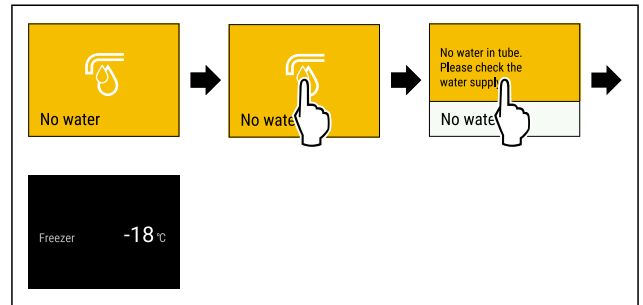 No water
No wate
No water in tube.
Please check the
water suppl
No wate
Freezer -18 °C